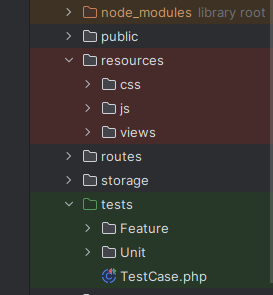 node_modules library root
public
resources
css
js
views
routes
storage
tests
Feature
Unit
TestCase.php